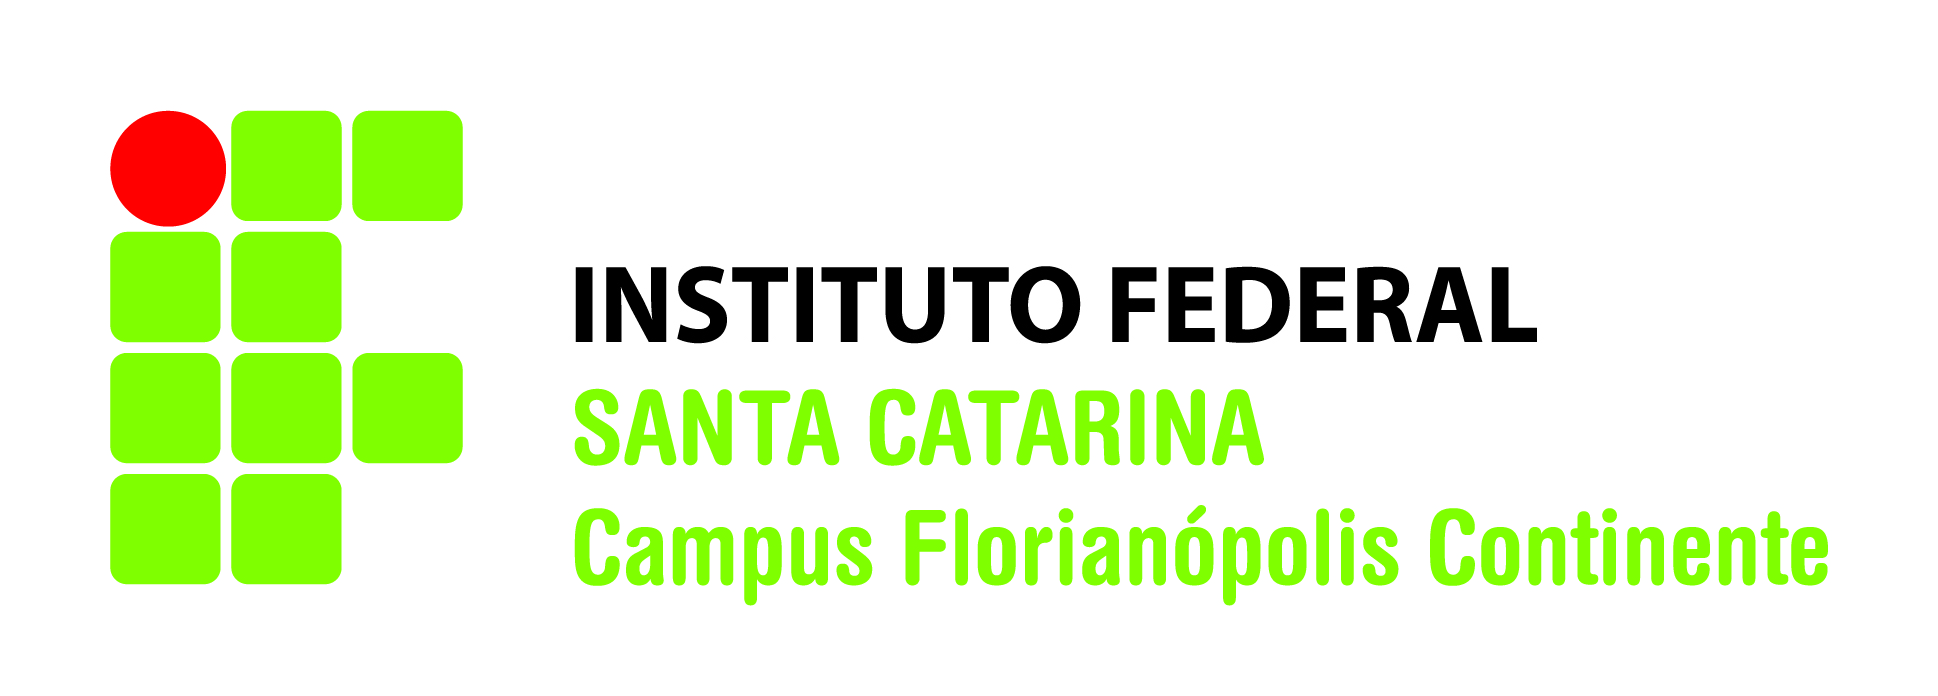 INSTITUTO FEDERAL
SANTA CATARINA
Campus Florianópolis Continente